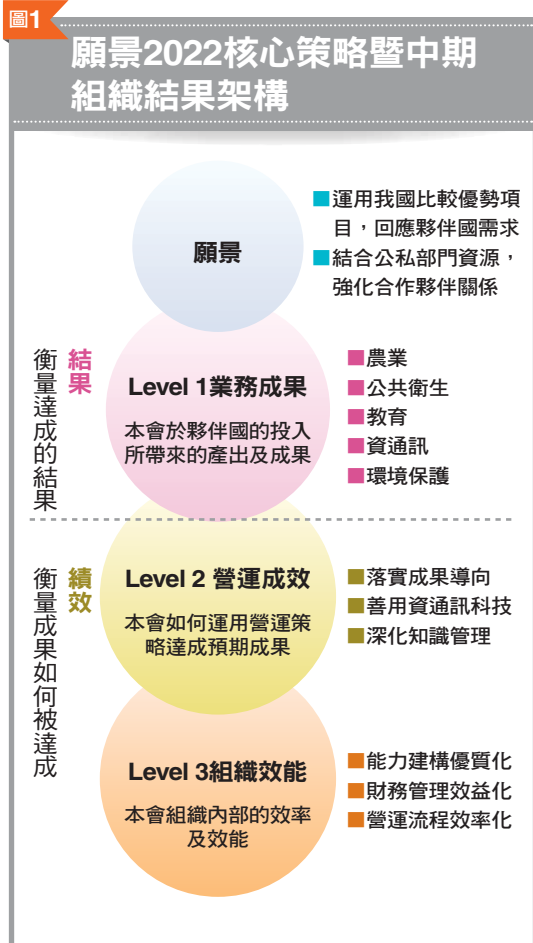 圖1
願景2022核心策略暨中期
組織結果架構
願景
■運用我國比較優勢項
目，回應夥伴國需求
■結合公私部門資源，
強化合作夥伴關係
結果
衡量達成的結果
Level 1業務成果
本會於夥伴國的投入
所帶來的產出及成果
■農業
■公共衛生
■教育
■資通訊
■環境保護
績效
衡量成果如何被達成
Level 2 營運成效
本會如何運用營運策
略達成預期成果
■落實成果導向
■善用資通訊科技
■深化知識管理
Level 3組織效能
本會組織內部的效率
及效能
■能力建構優質化
■財務管理效益化
■營運流程效率化